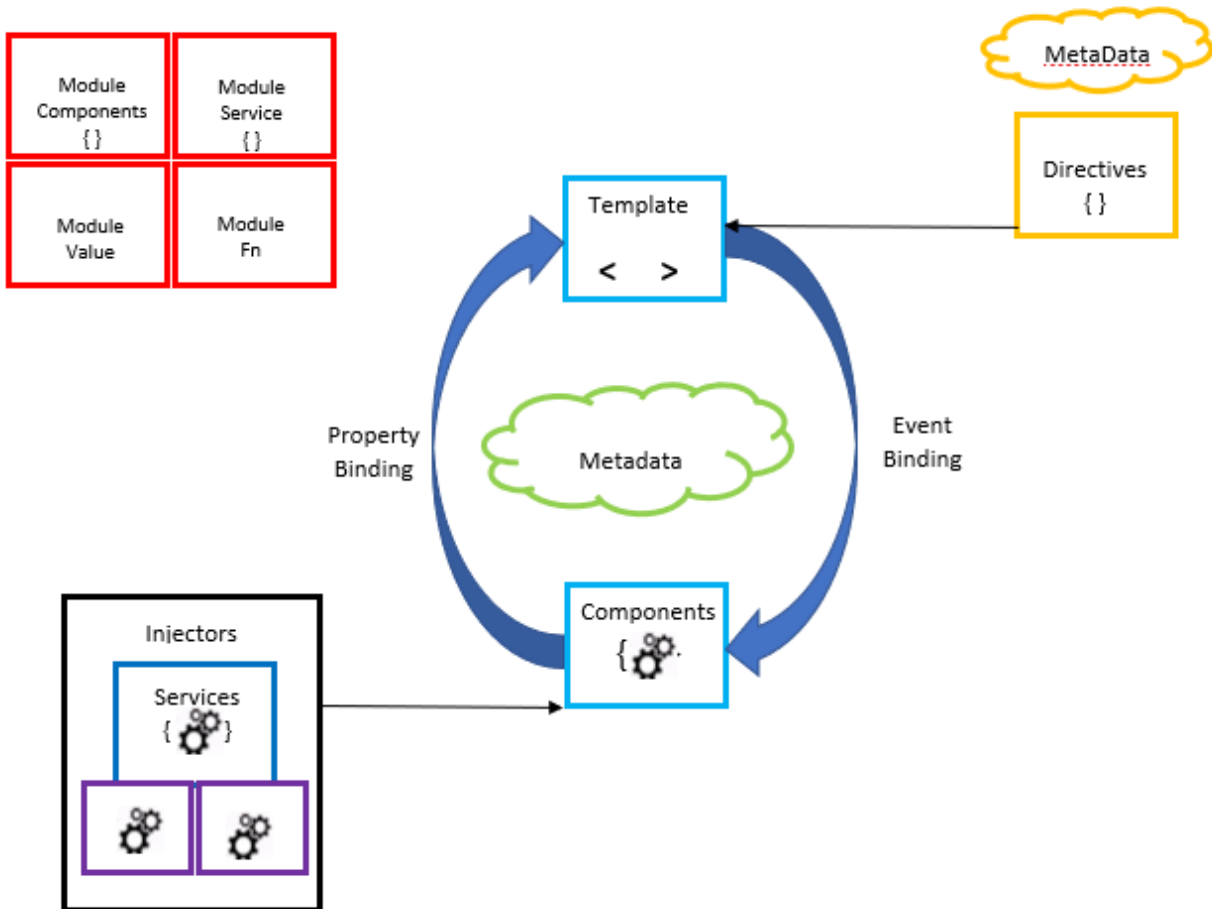 Module
Components
{ }
Module
Service
{ }
Module
Value
Module
Fn
MetaData
Directives
{ }
Template
< >
Property
Binding
Metadata
Event
Binding
Components
{ .
Injectors
Services
{ }